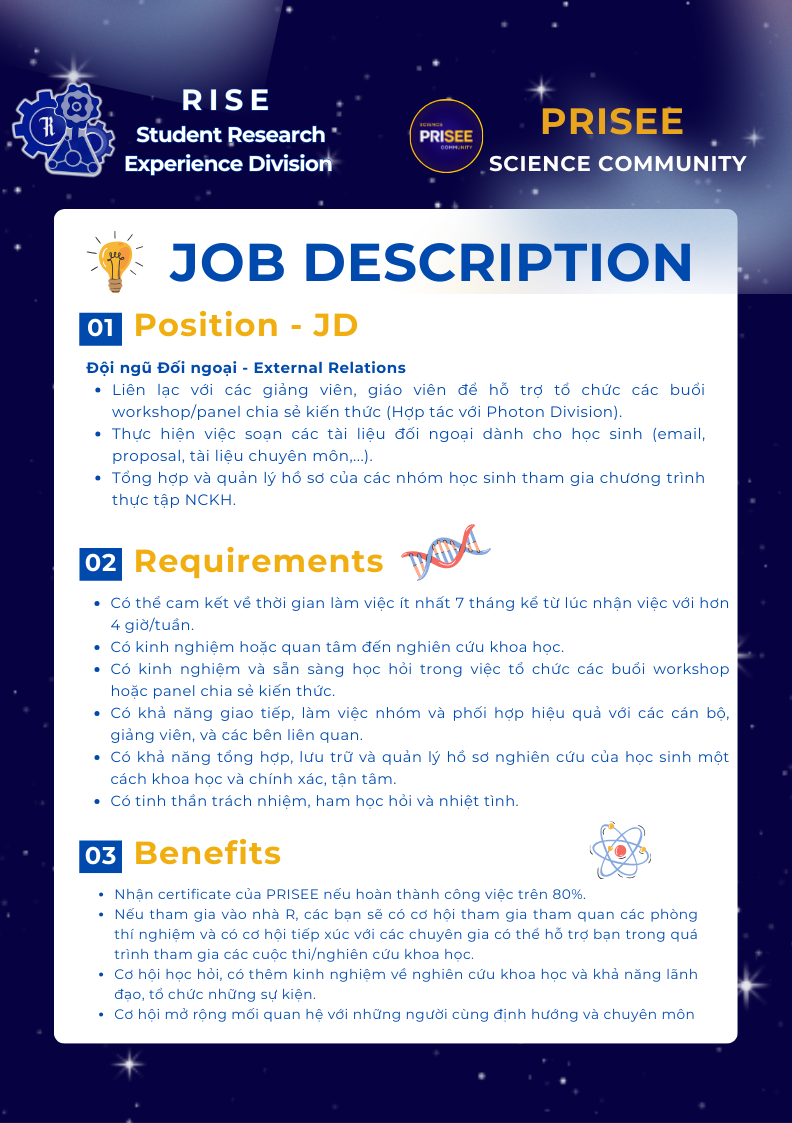 RISE
Student Research
Experience Division
SCIENCE
PRISEE
COMMUNITY
PRISEE
SCIENCE COMMUNITY
JOB DESCRIPTION
01 Position - JD
Đội ngũ Đối ngoại - External Relations
• Liên lạc với các giảng viên, giáo viên để hỗ trợ tổ chức các buổi
workshop/panel chia sẻ kiến thức (Hợp tác với Photon Division).
• Thực hiện việc soạn các tài liệu đối ngoại dành cho học sinh (email,
proposal, tài liệu chuyên môn,...).
• Tổng hợp và quản lý hồ sơ của các nhóm học sinh tham gia chương trình
thực tập NCKH.
02 Requirements
• Có thể cam kết về thời gian làm việc ít nhất 7 tháng kể từ lúc nhận việc với hơn
4 giờ/tuần.
• Có kinh nghiệm hoặc quan tâm đến nghiên cứu khoa học.
• Có kinh nghiệm và sẵn sàng học hỏi trong việc tổ chức các buổi workshop
hoặc panel chia sẻ kiến thức.
• Có khả năng giao tiếp, làm việc nhóm và phối hợp hiệu quả với các cán bộ,
giảng viên, và các bên liên quan.
• Có khả năng tổng hợp, lưu trữ và quản lý hồ sơ nghiên cứu của học sinh một
cách khoa học và chính xác, tận tâm.
• Có tinh thần trách nhiệm, ham học hỏi và nhiệt tình.
03 Benefits
• Nhận certificate của PRISEE nếu hoàn thành công việc trên 80%.
• Nếu tham gia vào nhà R, các bạn sẽ có cơ hội tham gia tham quan các phòng
thí nghiệm và có cơ hội tiếp xúc với các chuyên gia có thể hỗ trợ bạn trong quá
trình tham gia các cuộc thi/nghiên cứu khoa học.
• Cơ hội học hỏi, có thêm kinh nghiệm về nghiên cứu khoa học và khả năng lãnh
đạo, tổ chức những sự kiện.
• Cơ hội mở rộng mối quan hệ với những người cùng định hướng và chuyên môn